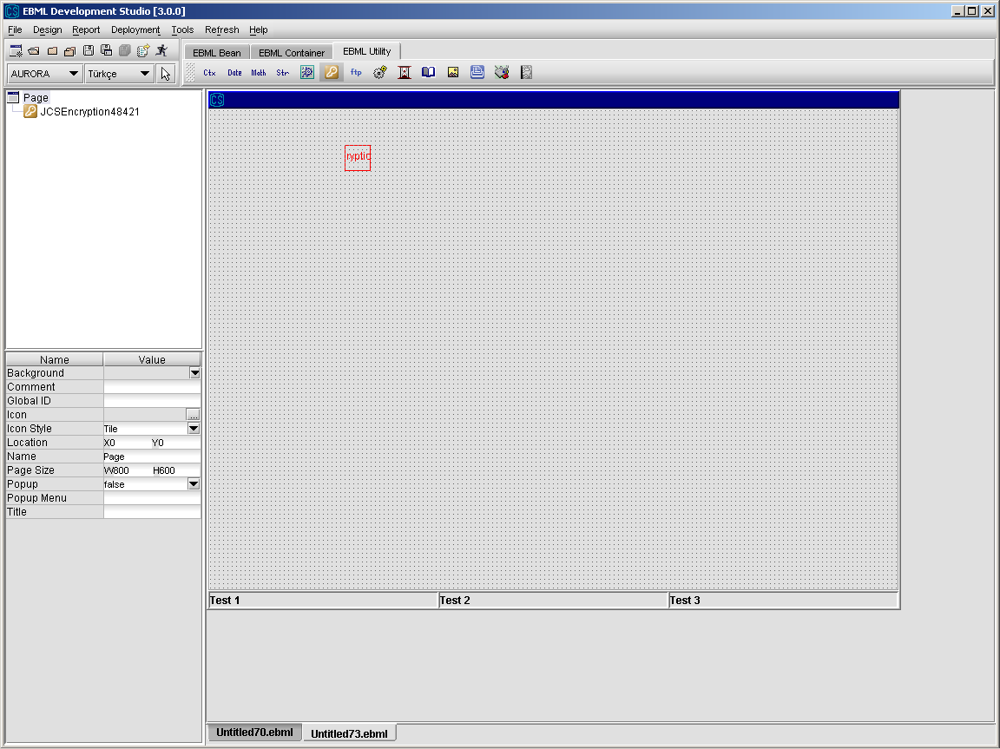 CS EBML Development Studio [3.0.0]
File Design Report Deployment Tools Refresh Help
EBML Bean EBML Container EBML Utility
AURORA Türkçe Ctx Date Math Str ftp
Page
JCSEncryption48421
CS
ryptic
Name Value
Background
Comment
Global ID
Icon ...
Icon Style Tile
Location X0 Y0
Name Page
Page Size W800 H600
Popup false
Popup Menu
Title
Test 1 Test 2 Test 3
Untitled70.ebml Untitled73.ebml